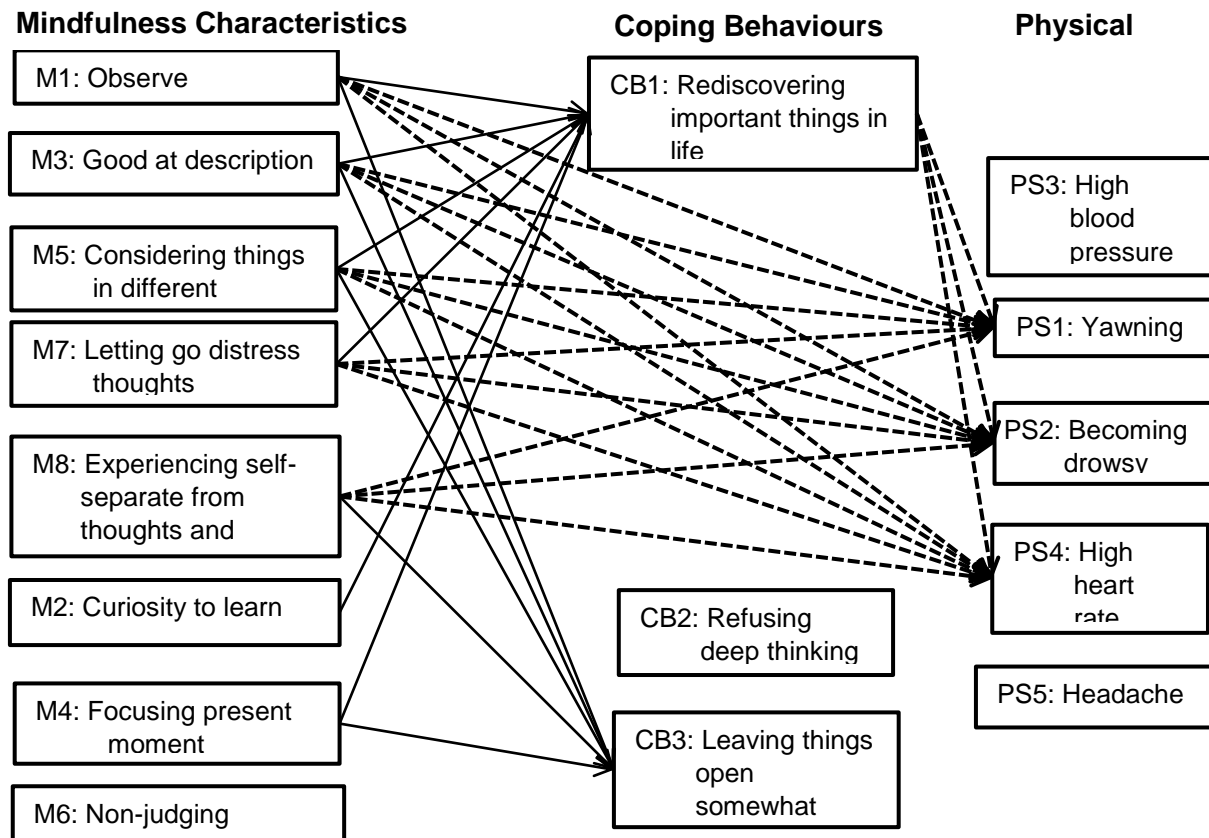 Mindfulness Characteristics
M1: Observe
M3: Good at description
M5: Considering things
in different
M7: Letting go distress
thoughts
M8: Experiencing self-
separate from
thoughts and
M2: Curiosity to learn
M4: Focusing present
moment
M6: Non-judging
Coping Behaviours
CB1: Rediscovering
important things in
life
CB2: Refusing
deep thinking
CB3: Leaving things
open
somewhat
Physical
PS3: High
blood
pressure
PS1: Yawning
PS2: Becoming
drowsy
PS4: High
heart
rate
PS5: Headache